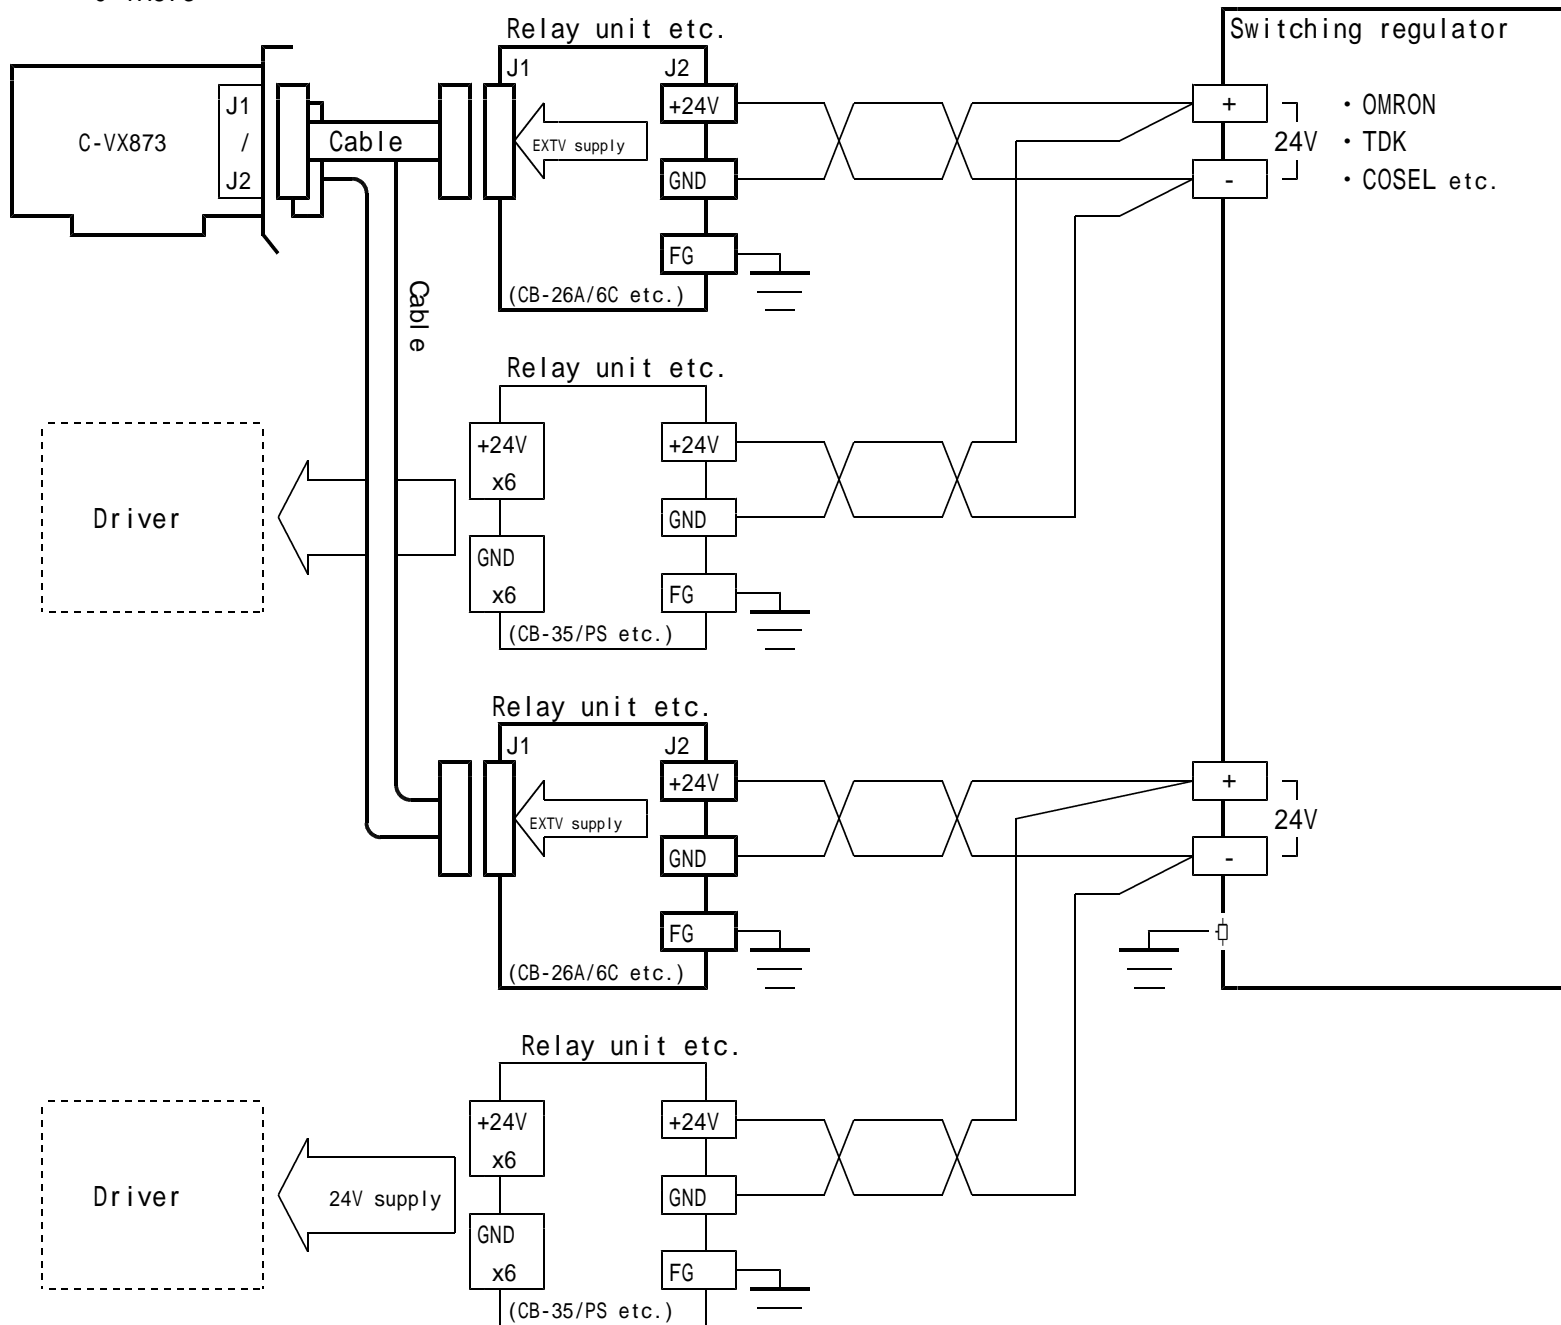 Relay unit etc.
Switching regulator
J1
J2
J1
/
J2
C-VX873
Cable
EXTV supply
+24V
GND
FG
(CB-26A/6C etc.)
+
-
24V
・OMRON
・TDK
・COSEL etc.
Cable
Relay unit etc.
+24V
x6
GND
x6
+24V
GND
FG
(CB-35/PS etc.)
Driver
Relay unit etc.
J1
J2
EXTV supply
+24V
GND
FG
(CB-26A/6C etc.)
+
-
24V
Relay unit etc.
+24V
x6
GND
x6
+24V
GND
FG
(CB-35/PS etc.)
24V supply
Driver